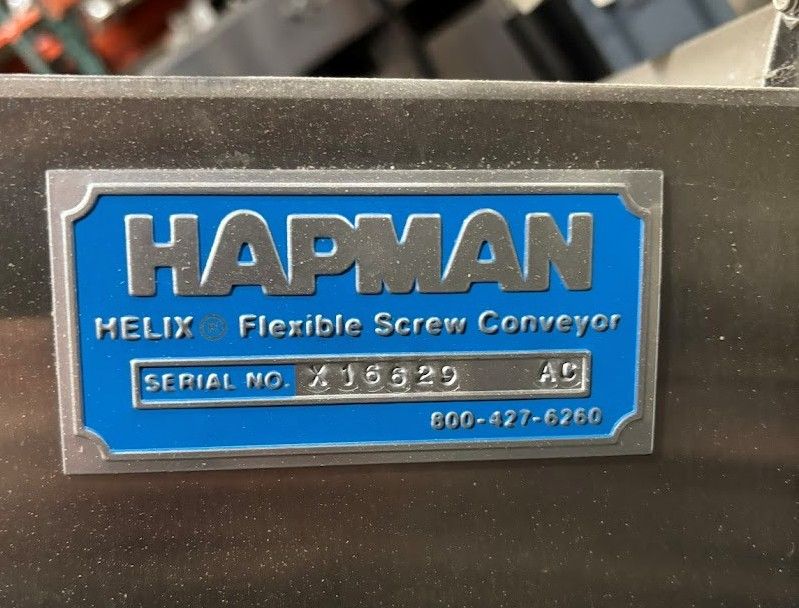 HAPMAN
HELIX ® Flexible Screw Conveyor
SERIAL NO. X16629 AC
800-427-6260